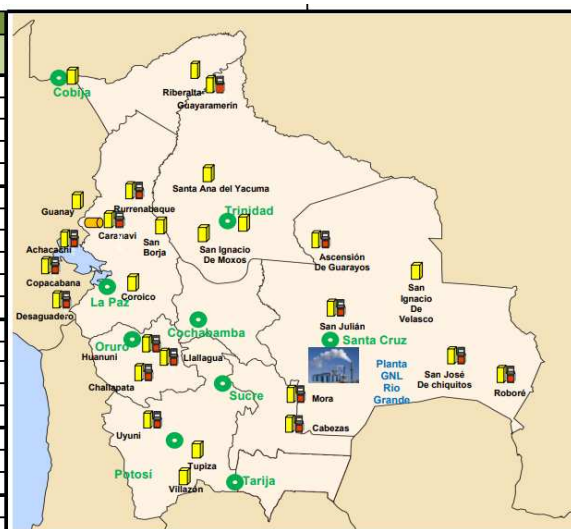 Cobija
Riberalta
Guayaramerín
Santa Ana del Yacuma
Rurrenabaque
Guanay
Caranavi
Trinidad
San
Borja
San Ignacio
De Moxos
Ascensión
De Guarayos
Achacachi
Copacabana
San
Ignacio
De
Velasco
La Paz
Coroico
Desaguadero
Cochabamba
San Julián
Oruro
Santa Cruz
Huanuni
Llallagua
Planta
GNL
Rio
Grande
San José
De chiquitos
Roboré
Challapata
Sucre
Mora
Cabezas
Uyuni
Potosí
Tupiza
Villazón
Tarija